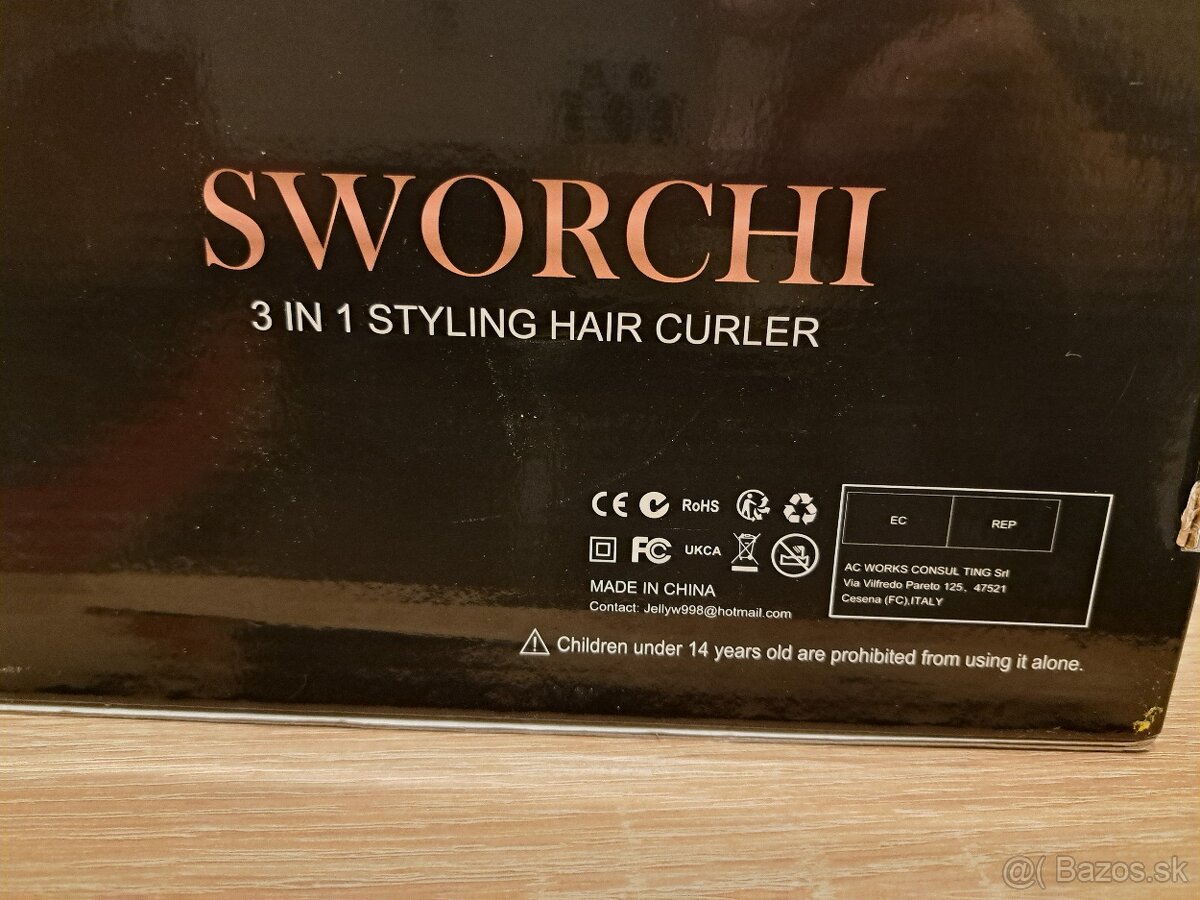 SWORCHI
3 IN 1 STYLING HAIR CURLER
CE RoHS
FC UKCA
MADE IN CHINA
Contact: Jellyw998@hotmail.com
EC REP
AC WORKS CONSUL TING Srl
Via Vilfredo Pareto 125、47521
Cesena (FC),ITALY
Children under 14 years old are prohibited from using it alone.
@( Bazos.sk